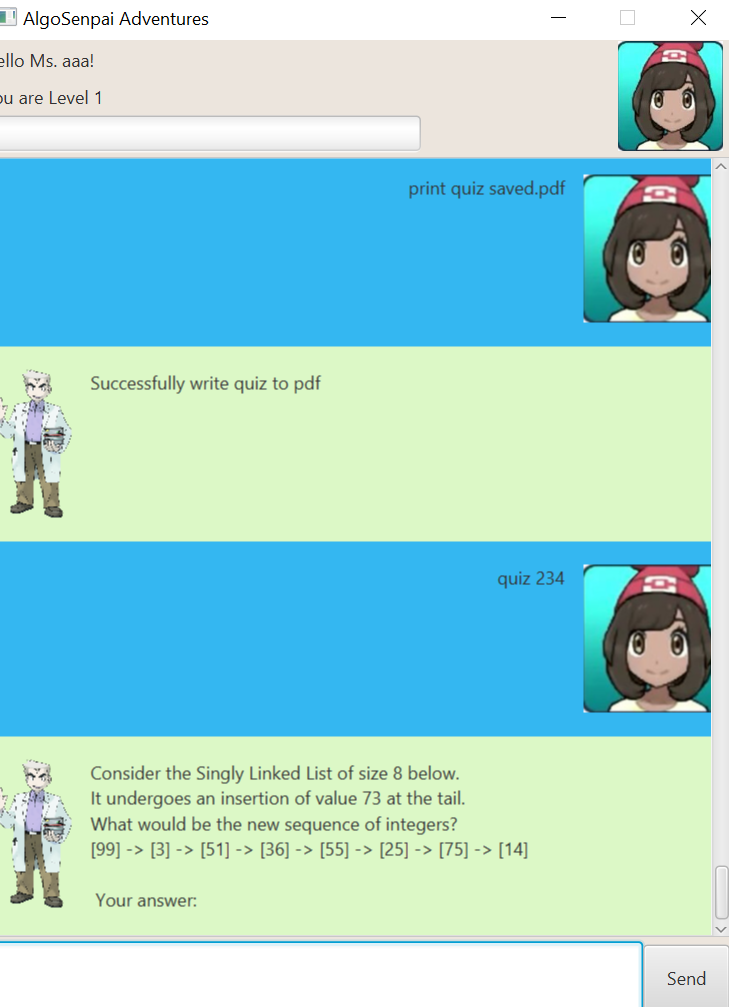 AlgoSenpai Adventures
ello Ms. aaa!
ou are Level 1
print quiz saved.pdf
Successfully write quiz to pdf
quiz 234
Consider the Singly Linked List of size 8 below.
It undergoes an insertion of value 73 at the tail.
What would be the new sequence of integers?
[99] -> [3] -> [51] -> [36] -> [55] -> [25] -> [75] -> [14]
Your answer:
Send